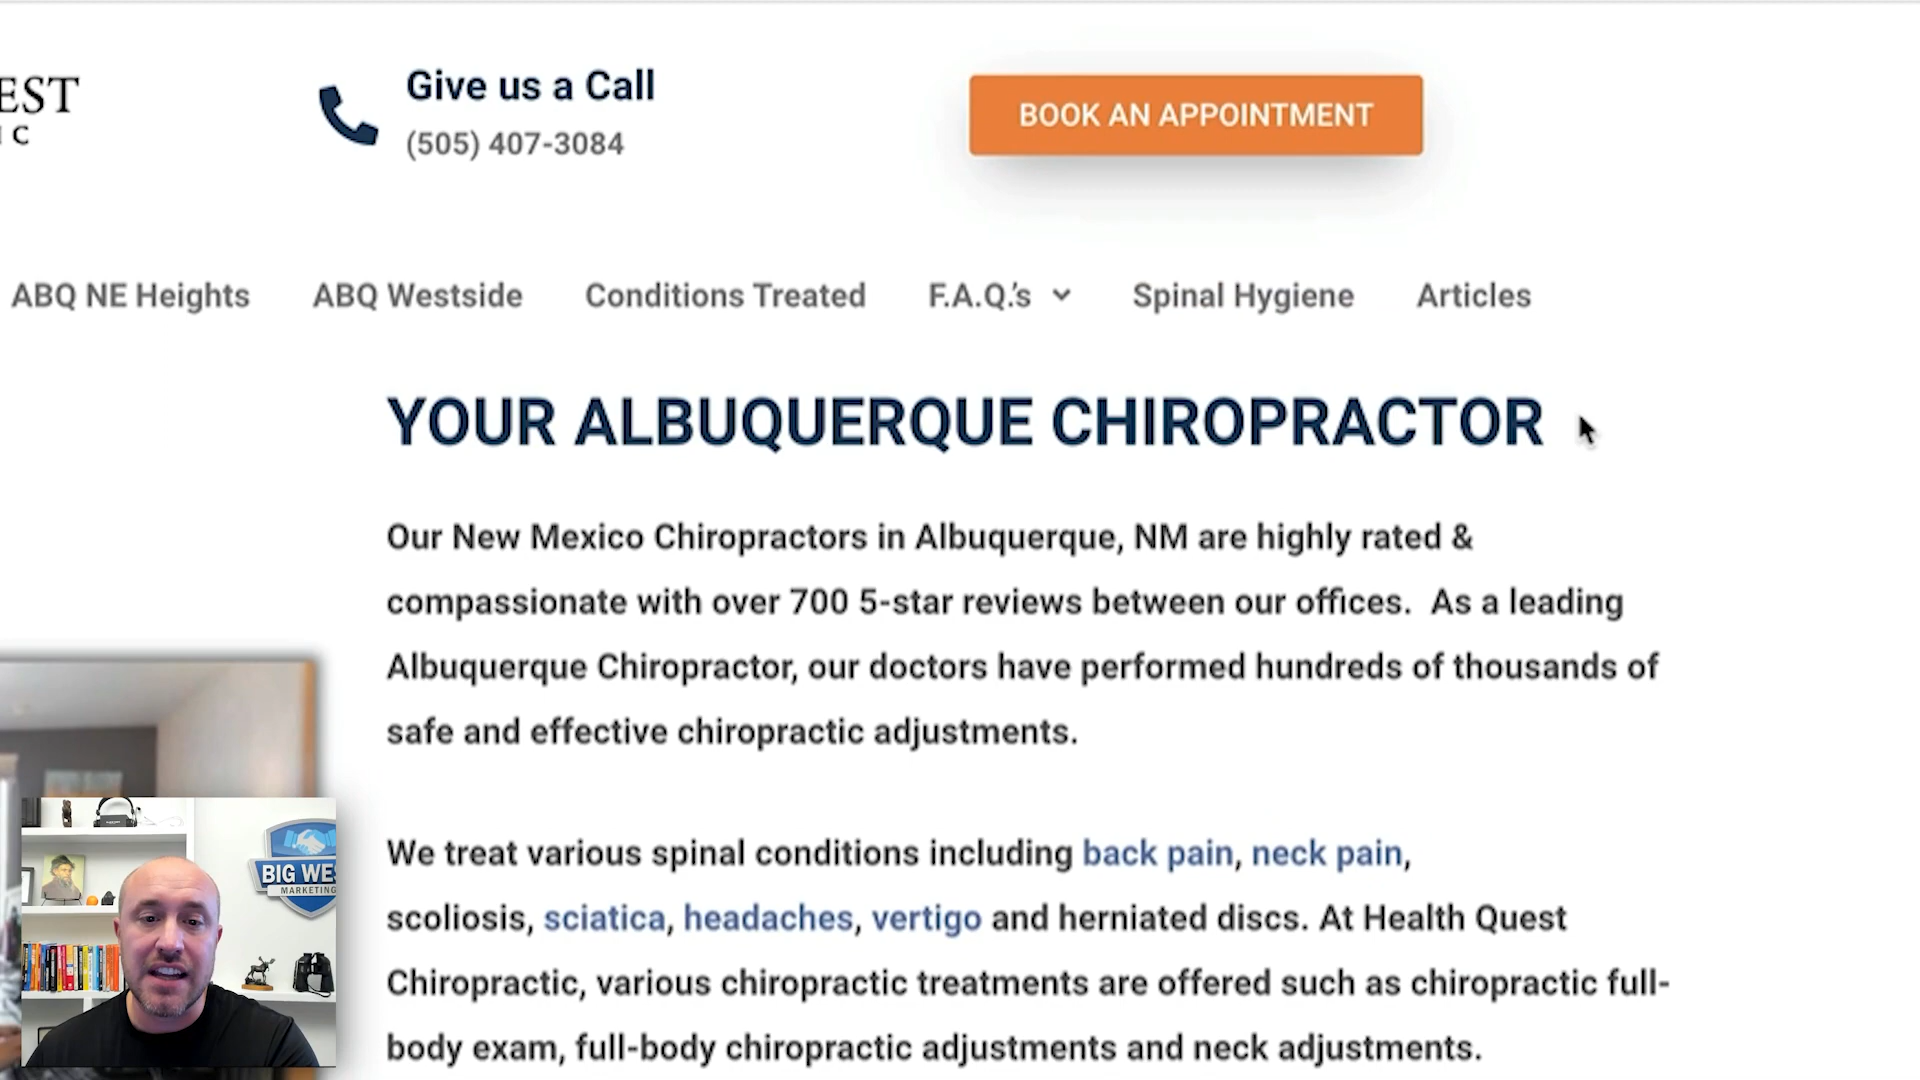 EST
IC
Give us a Call
(505) 407-3084
BOOK AN APPOINTMENT
ABQ NE Heights ABQ Westside Conditions Treated F.A.Q.'s Spinal Hygiene Articles
YOUR ALBUQUERQUE CHIROPRACTOR
Our New Mexico Chiropractors in Albuquerque, NM are highly rated &
compassionate with over 700 5-star reviews between our offices. As a leading
Albuquerque Chiropractor, our doctors have performed hundreds of thousands of
safe and effective chiropractic adjustments.
We treat various spinal conditions including back pain, neck pain,
scoliosis, sciatica, headaches, vertigo and herniated discs. At Health Quest
Chiropractic, various chiropractic treatments are offered such as chiropractic full-
body exam, full-body chiropractic adjustments and neck adjustments.
BIG WES
MARKETING